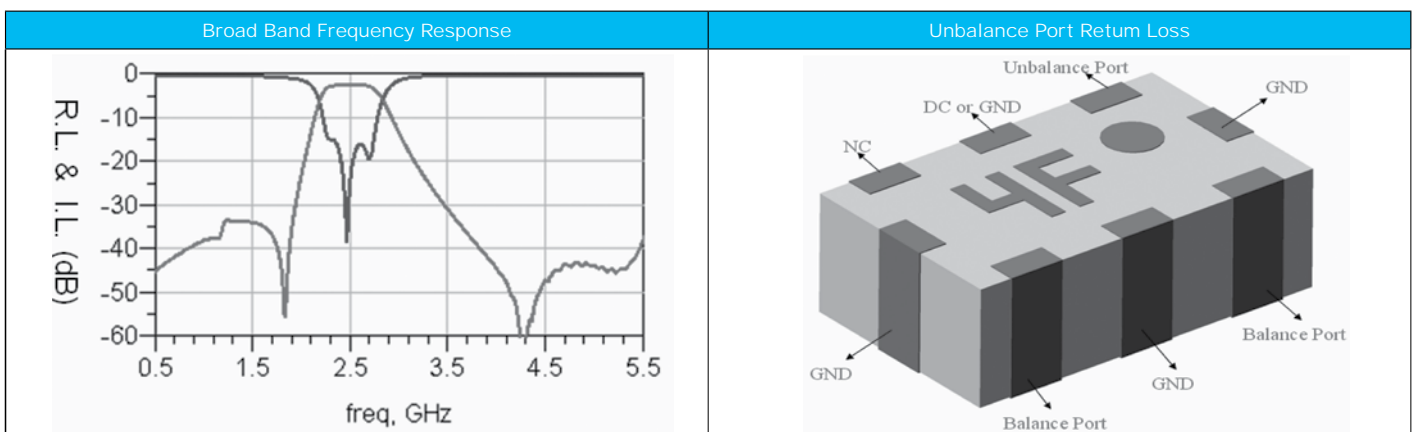 Broad Band Frequency Response
Unbalance Port Retum Loss
R.L. & I.L. (dB)
0
-10
-20
-30
-40
-50
-60
0.5 1.5 2.5 3.5 4.5 5.5
freq, GHz
Unbalance Port
GND
DC or GND
NC
4F
GND
Balance Port
GND
Balance Port